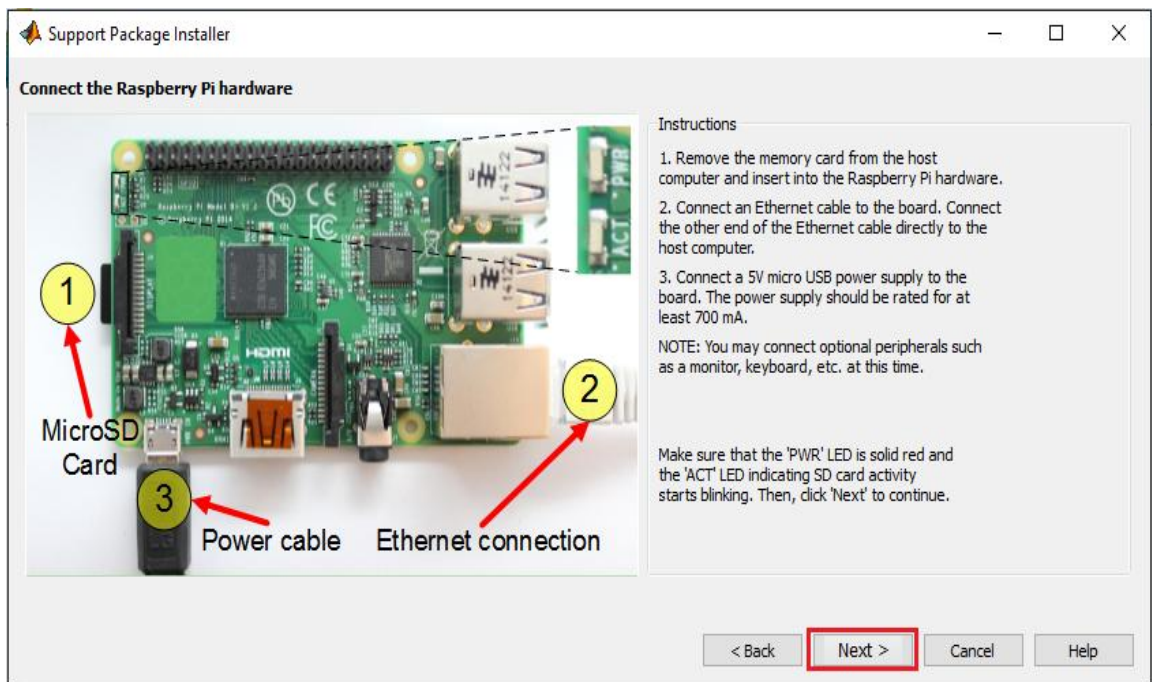 Support Package Installer
Connect the Raspberry Pi hardware
Instructions
1. Remove the memory card from the host
computer and insert into the Raspberry Pi hardware.
2. Connect an Ethernet cable to the board. Connect
the other end of the Ethernet cable directly to the
host computer.
3. Connect a 5V micro USB power supply to the
board. The power supply should be rated for at
least 700 mA.
NOTE: You may connect optional peripherals such
as a monitor, keyboard, etc. at this time.
Make sure that the 'PWR' LED is solid red and
the 'ACT' LED indicating SD card activity
starts blinking. Then, click 'Next' to continue.
1
MicroSD
Card
3
Power cable
2
Ethernet connection
ACT PWR
14122
14122
Pb
CE
FC
HDMI
DISPLAY
< Back
Next >
Cancel
Help